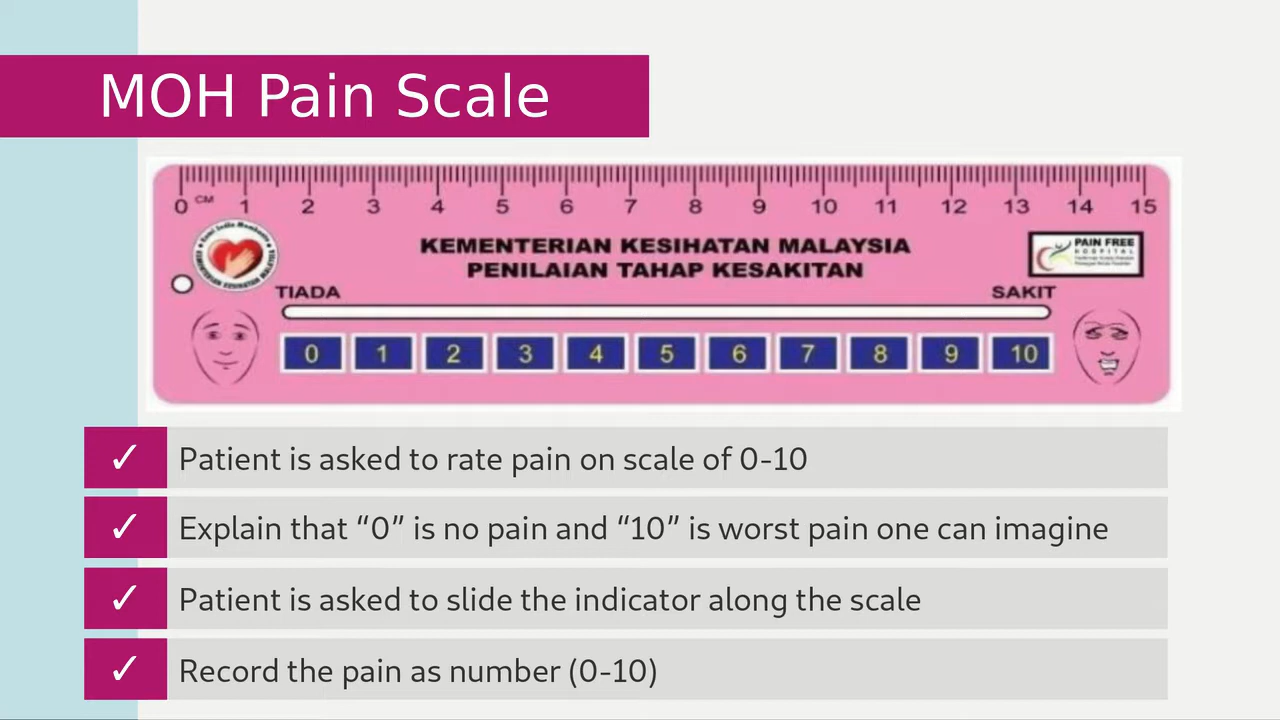 MOH Pain Scale
0 CM 1 2 3 4 5 6 7 8 9 10 11 12 13 14 15
KEMENTERIAN KESIHATAN MALAYSIA
PENILAIAN TAHAP KESAKITAN
PAIN FREE
HOSPITAL
TIADA
SAKIT
0 1 2 3 4 5 6 7 8 9 10
✓ Patient is asked to rate pain on scale of 0-10
✓ Explain that “0” is no pain and “10” is worst pain one can imagine
✓ Patient is asked to slide the indicator along the scale
✓ Record the pain as number (0-10)